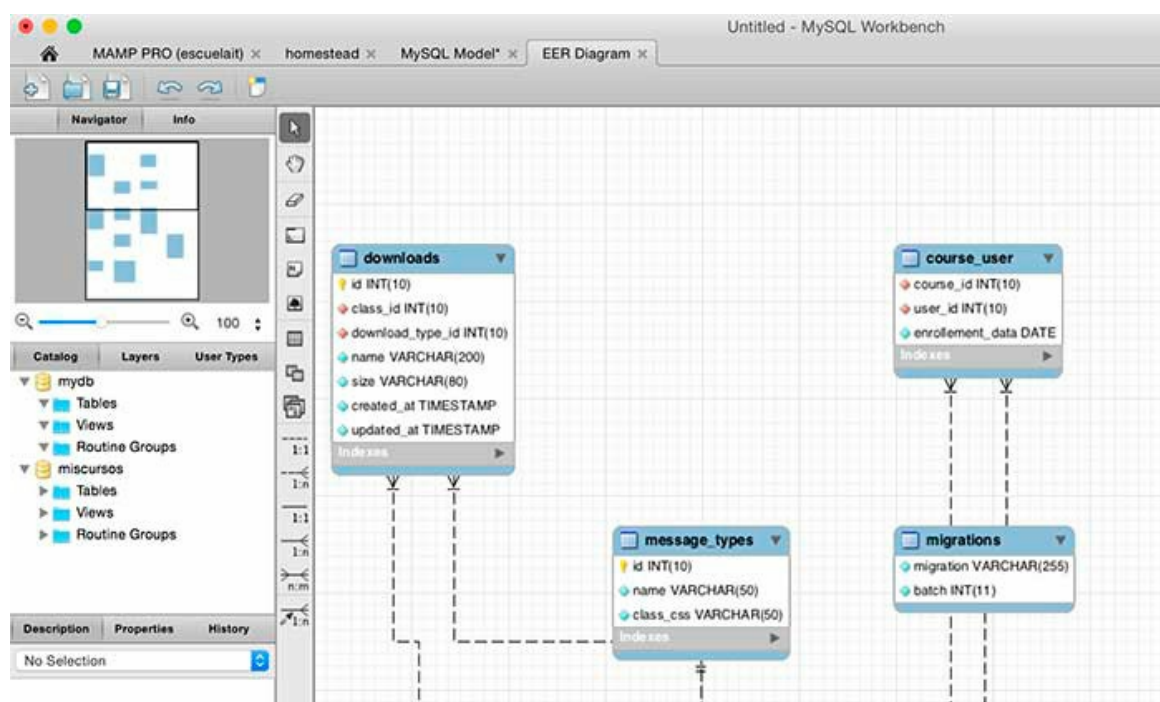 Untitled - MySQL Workbench
MAMP PRO (escuelait) ×
homestead ×
MySQL Model* ×
EER Diagram ×
Navigator
Info
100
Catalog
Layers
User Types
mydb
Tables
Views
Routine Groups
miscursos
Tables
Views
Routine Groups
Description
Properties
History
No Selection
1:1
1:n
1:1
1:n
n:m
1:n
downloads
id INT(10)
class_id INT(10)
download_type_id INT(10)
name VARCHAR(200)
size VARCHAR(80)
created_at TIMESTAMP
updated_at TIMESTAMP
Indexes
course_user
course_id INT(10)
user_id INT(10)
enrollement_data DATE
Indexes
message_types
id INT(10)
name VARCHAR(50)
class_css VARCHAR(50)
Indexes
migrations
migration VARCHAR(255)
batch INT(11)